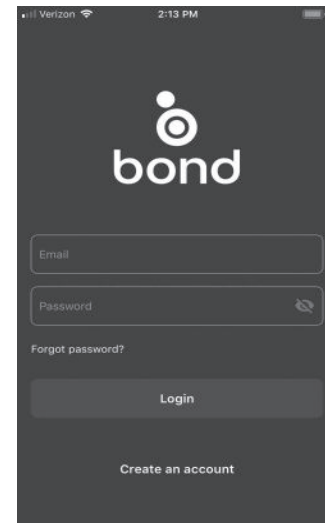 Verizon 2:13 PM
bond
Email
Password
Forgot password?
Login
Create an account